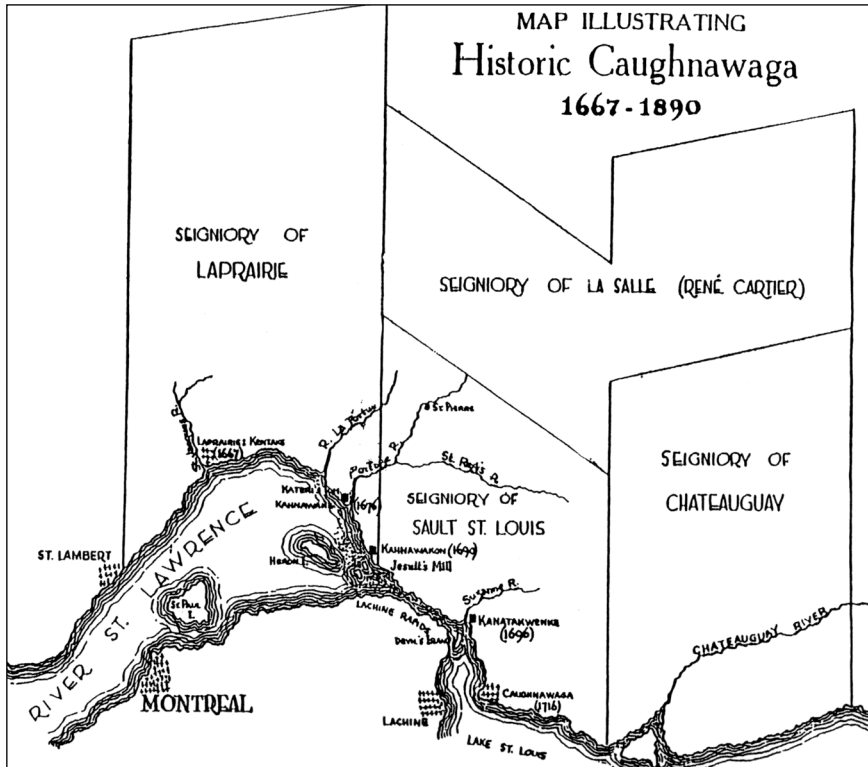 MAP ILLUSTRATING
Historic Caughnawaga
1667-1890
SEIGNIORY OF
LAPRAIRIE
SEIGNIORY OF LA SALLE (RENÉ CARTIER)
R. La Portue
St. Pierre
Laprairie: Kentake
(1667)
Portage R.
St. Regis R.
SEIGNIORY OF
CHATEAUGUAY
Kateri's
Kahnawake
(1676)
SEIGNIORY OF
SAULT ST. LOUIS
ST. LAMBERT
Kahnawakon (1690)
Heron I.
Jesuit's Mill
Suzanne R.
St. Paul
I.
LACHINE RAPIDS
Kanatakwenke
(1696)
Devil's Island
CHATEAUGUAY RIVER
RIVER ST. LAWRENCE
MONTREAL
Caughnawaga
(1716)
Lachine
LAKE ST. LOUIS